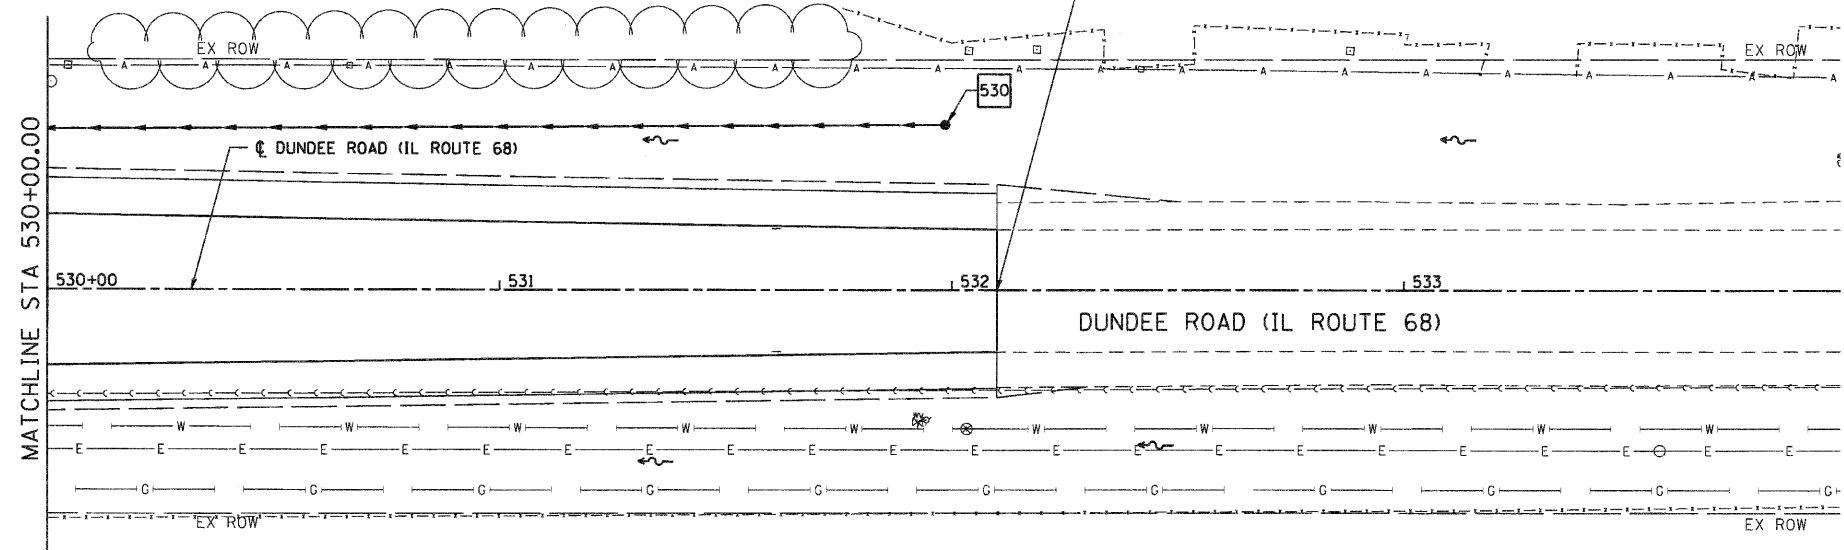 EX ROW
EX ROW
A A A A A A A A A A A A A A A A A A A A A A
530
℄ DUNDEE ROAD (IL ROUTE 68)
MATCHLINE STA 530+00.00
530+00
531
532
533
DUNDEE ROAD (IL ROUTE 68)
W W W W W W W W W W
E E E E E E E E E E E E E E E E E E E E E E
G G G G G G G G G G G
EX ROW
EX ROW